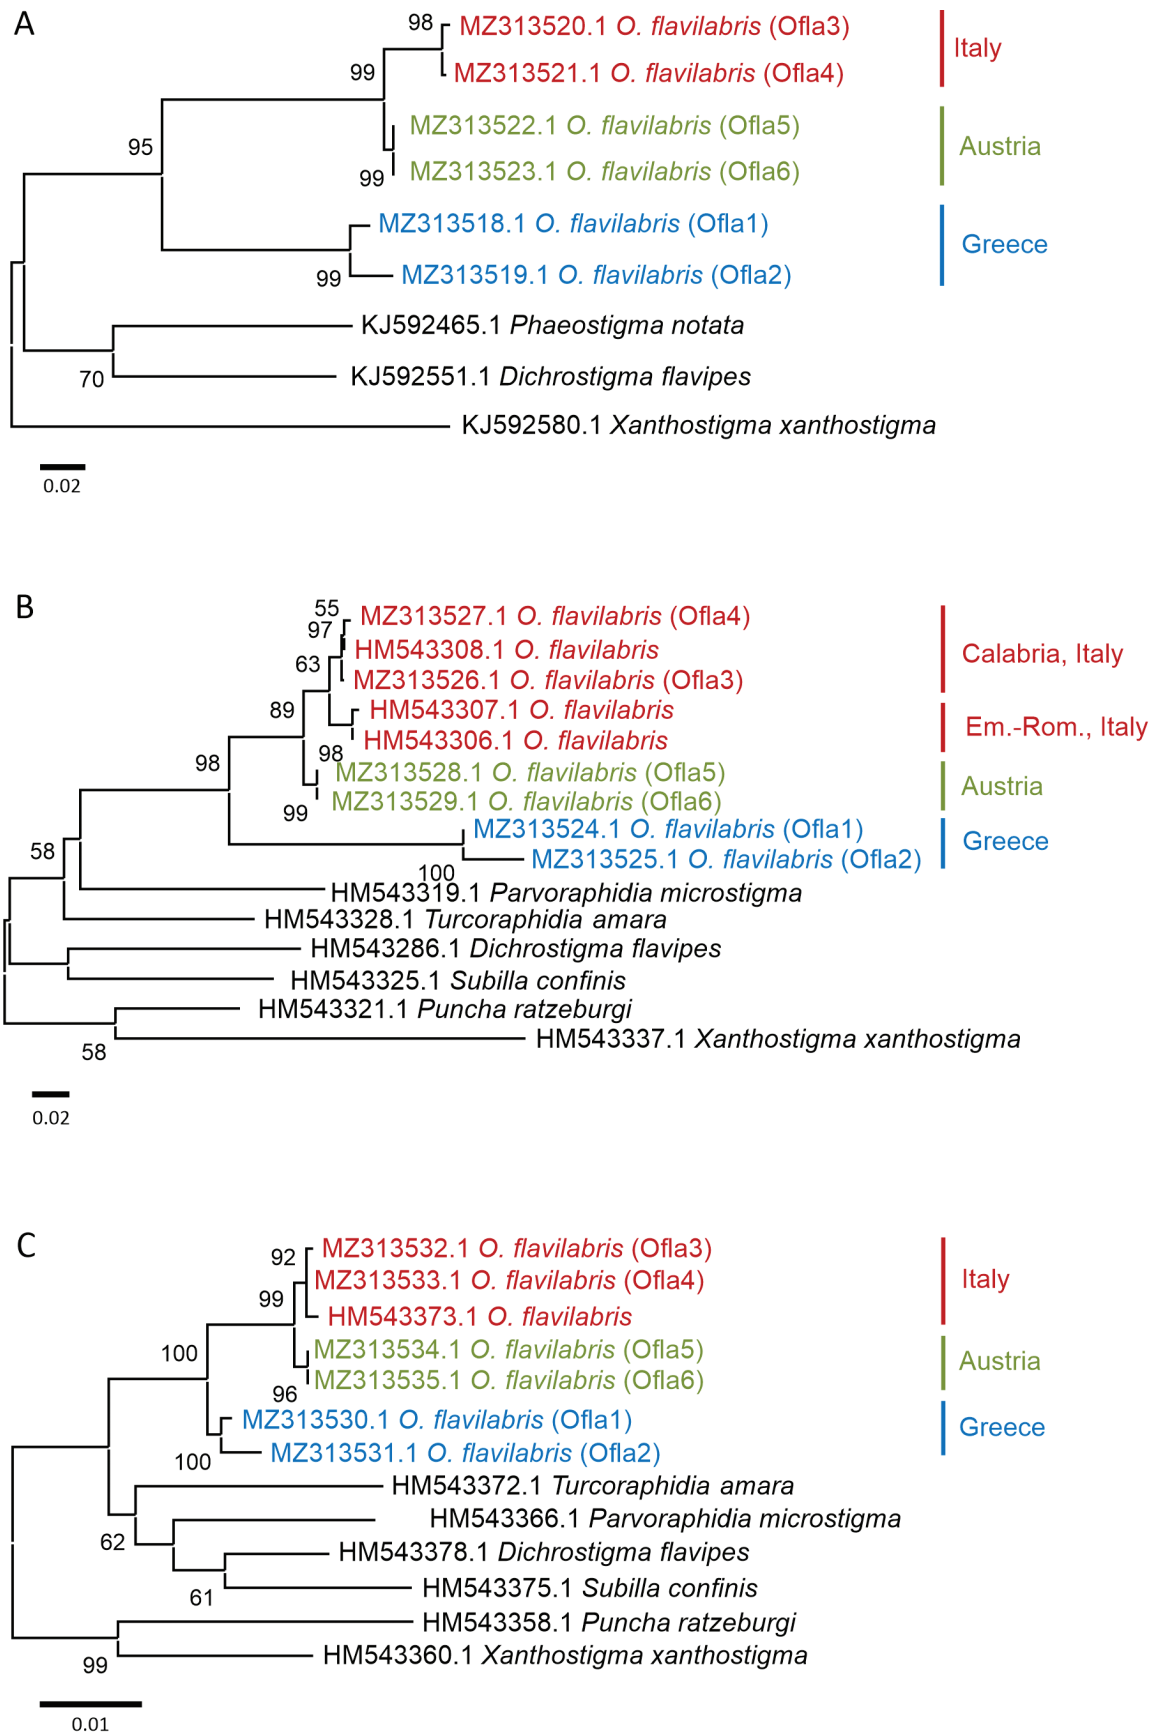 A
98
MZ313520.1 O. flavilabris (Ofla3)
Italy
99
MZ313521.1 O. flavilabris (Ofla4)
MZ313522.1 O. flavilabris (Ofla5)
95
Austria
MZ313523.1 O. flavilabris (Ofla6)
99
MZ313518.1 O. flavilabris (Ofla1)
Greece
MZ313519.1 O. flavilabris (Ofla2)
99
KJ592465.1 Phaeostigma notata
70
KJ592551.1 Dichrostigma flavipes
KJ592580.1 Xanthostigma xanthostigma
0.02
B
55
MZ313527.1 O. flavilabris (Ofla4)
97
HM543308.1 O. flavilabris
Calabria, Italy
63
MZ313526.1 O. flavilabris (Ofla3)
89
HM543307.1 O. flavilabris
Em.-Rom., Italy
HM543306.1 O. flavilabris
98
98
MZ313528.1 O. flavilabris (Ofla5)
Austria
MZ313529.1 O. flavilabris (Ofla6)
99
MZ313524.1 O. flavilabris (Ofla1)
Greece
58
MZ313525.1 O. flavilabris (Ofla2)
100
HM543319.1 Parvoraphidia microstigma
HM543328.1 Turcoraphidia amara
HM543286.1 Dichrostigma flavipes
HM543325.1 Subilla confinis
HM543321.1 Puncha ratzeburgi
HM543337.1 Xanthostigma xanthostigma
58
0.02
C
92
MZ313532.1 O. flavilabris (Ofla3)
MZ313533.1 O. flavilabris (Ofla4)
Italy
99
HM543373.1 O. flavilabris
100
MZ313534.1 O. flavilabris (Ofla5)
Austria
MZ313535.1 O. flavilabris (Ofla6)
96
MZ313530.1 O. flavilabris (Ofla1)
Greece
MZ313531.1 O. flavilabris (Ofla2)
100
HM543372.1 Turcoraphidia amara
HM543366.1 Parvoraphidia microstigma
62
HM543378.1 Dichrostigma flavipes
HM543375.1 Subilla confinis
61
HM543358.1 Puncha ratzeburgi
HM543360.1 Xanthostigma xanthostigma
99
0.01